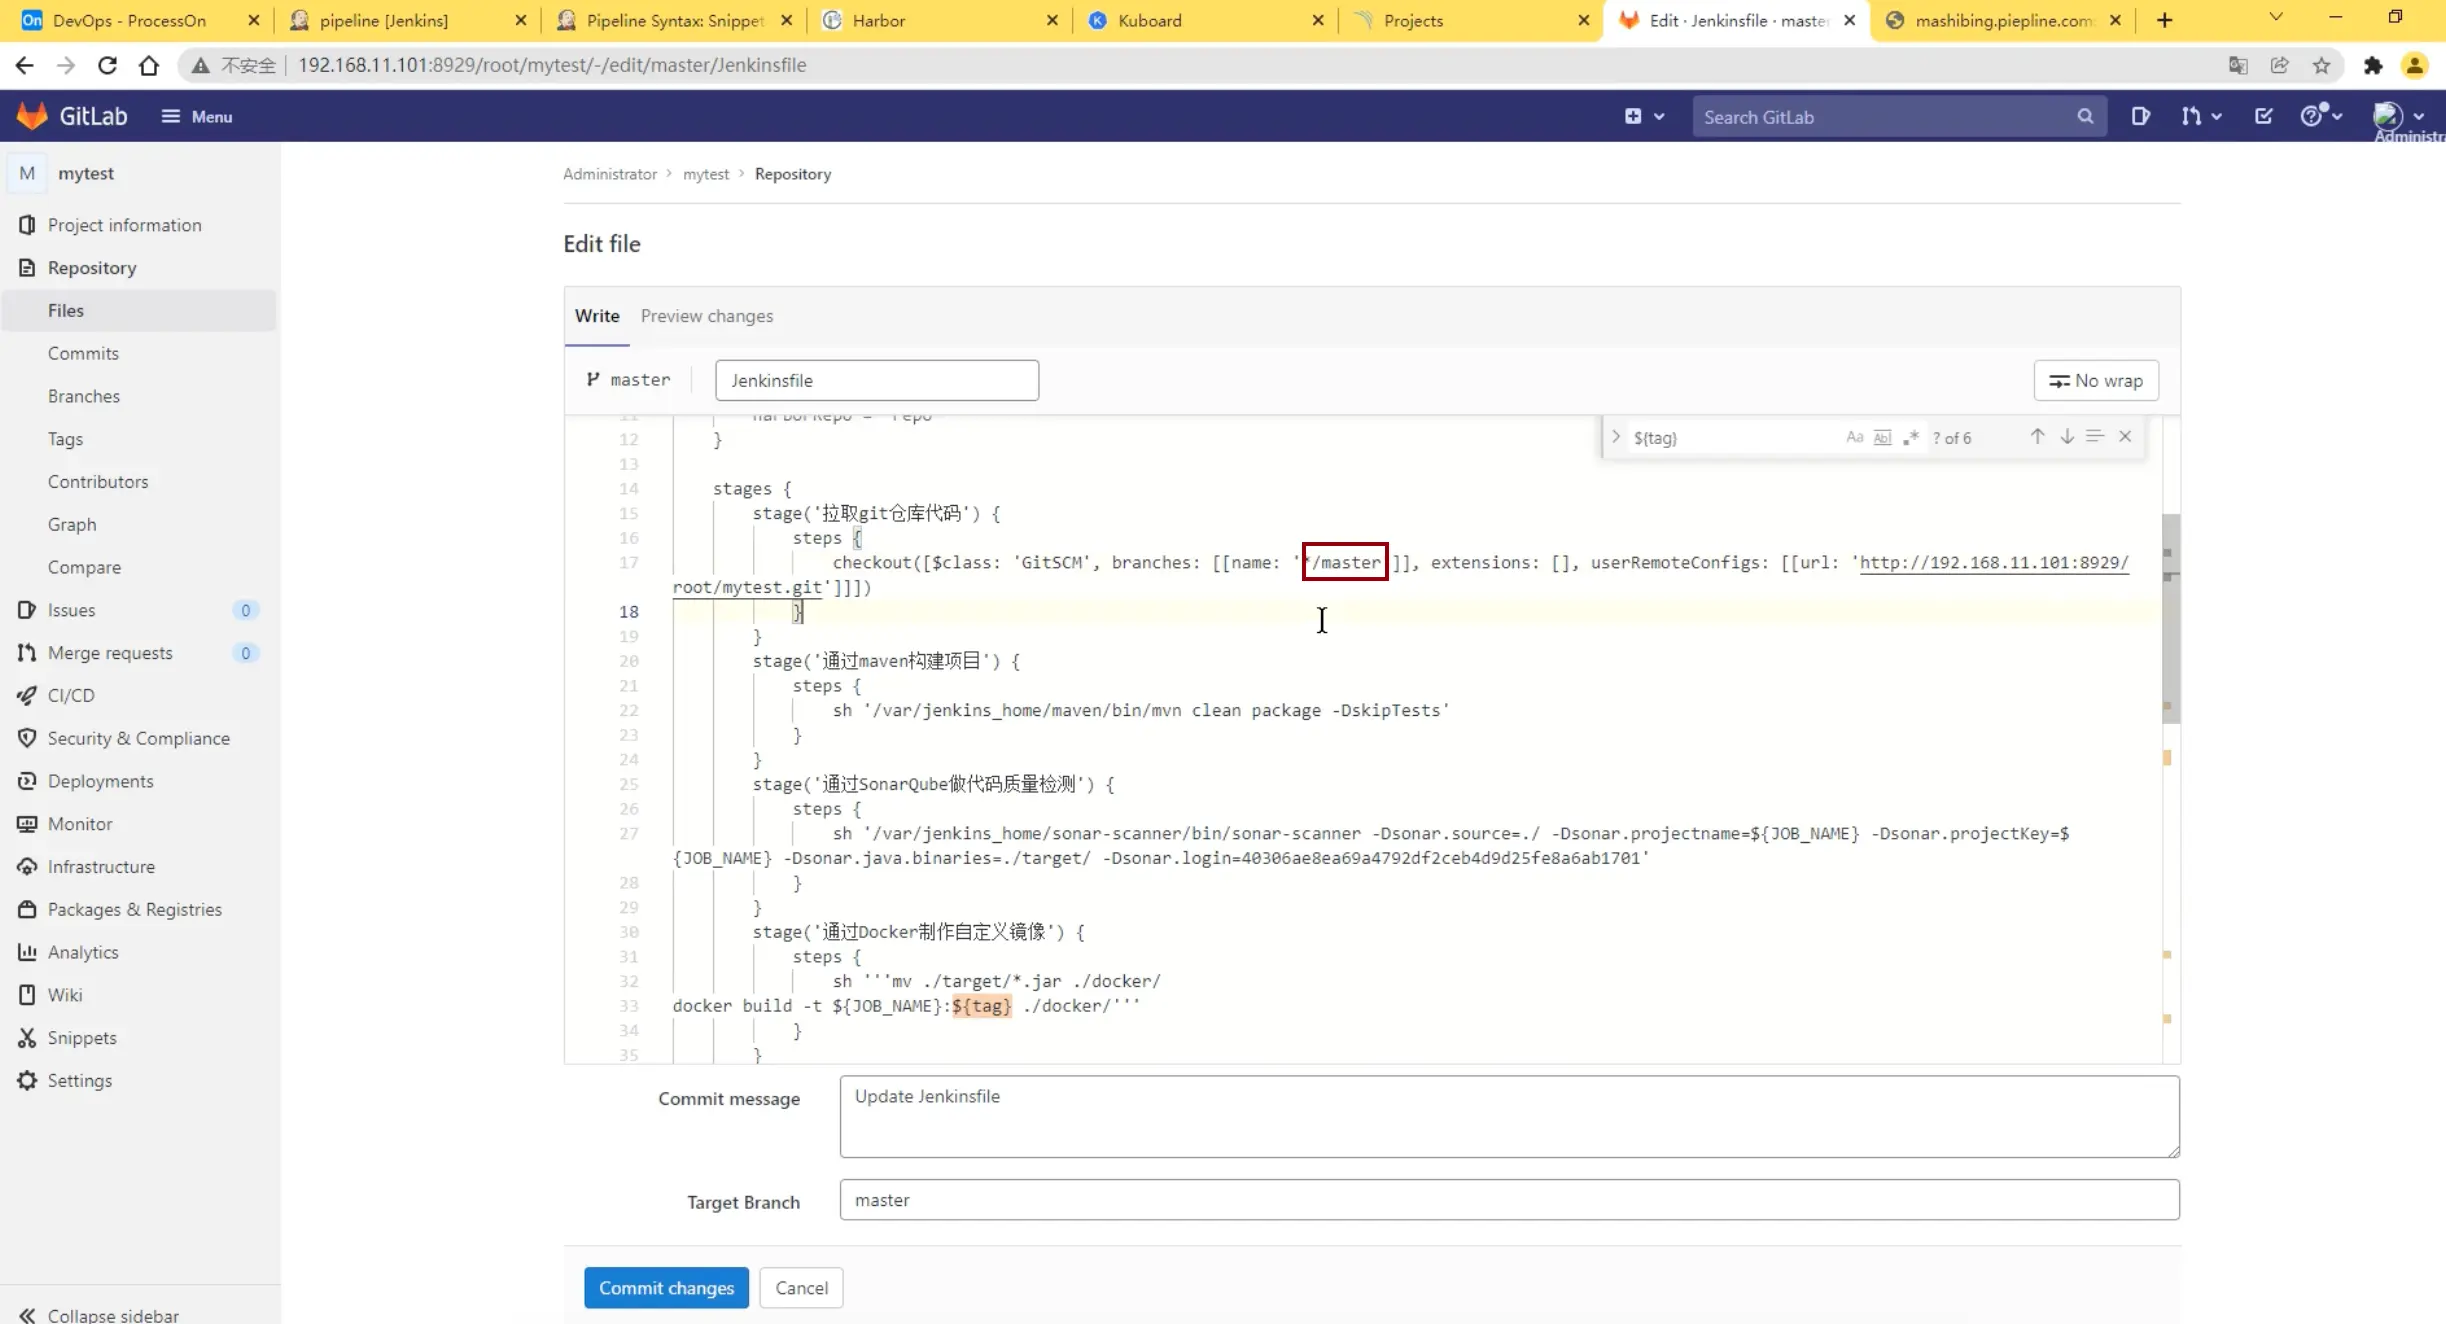 DevOps - ProcessOn
pipeline [Jenkins]
Pipeline Syntax: Snippet
Harbor
Kuboard
Projects
Edit · Jenkinsfile · master
mashibing.piepline.com
不安全
192.168.11.101:8929/root/mytest/-/edit/master/Jenkinsfile
GitLab
Menu
Search GitLab
M mytest
Project information
Repository
Files
Commits
Branches
Tags
Contributors
Graph
Compare
Issues 0
Merge requests 0
CI/CD
Security & Compliance
Deployments
Monitor
Infrastructure
Packages & Registries
Analytics
Wiki
Snippets
Settings
Collapse sidebar
Administrator > mytest > Repository
Edit file
Write Preview changes
master Jenkinsfile No wrap
${tag} Aa Abl .* ? of 6
12 }
13
14 stages {
15 stage('拉取git仓库代码') {
16 steps {
17 checkout([$class: 'GitSCM', branches: [[name: '*/master']], extensions: [], userRemoteConfigs: [[url: 'http://192.168.11.101:8929/
root/mytest.git']]])
18 }
19 }
20 stage('通过maven构建项目') {
21 steps {
22 sh '/var/jenkins_home/maven/bin/mvn clean package -DskipTests'
23 }
24 }
25 stage('通过SonarQube做代码质量检测') {
26 steps {
27 sh '/var/jenkins_home/sonar-scanner/bin/sonar-scanner -Dsonar.source=./ -Dsonar.projectname=${JOB_NAME} -Dsonar.projectKey=$
{JOB_NAME} -Dsonar.java.binaries=./target/ -Dsonar.login=40306ae8ea69a4792df2ceb4d9d25fe8a6ab1701'
28 }
29 }
30 stage('通过Docker制作自定义镜像') {
31 steps {
32 sh '''mv ./target/*.jar ./docker/
33 docker build -t ${JOB_NAME}:${tag} ./docker/'''
34 }
35 }
Commit message
Update Jenkinsfile
Target Branch
master
Commit changes Cancel